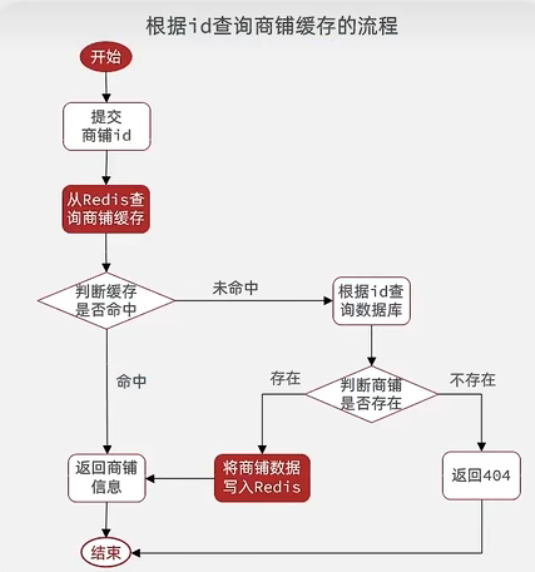 根据id查询商铺缓存的流程
开始
提交
商铺id
从Redis查
询商铺缓存
判断缓存
是否命中
未命中
根据id查
询数据库
命中
存在
判断商铺
是否存在
不存在
返回商铺
信息
将商铺数据
写入Redis
返回404
结束